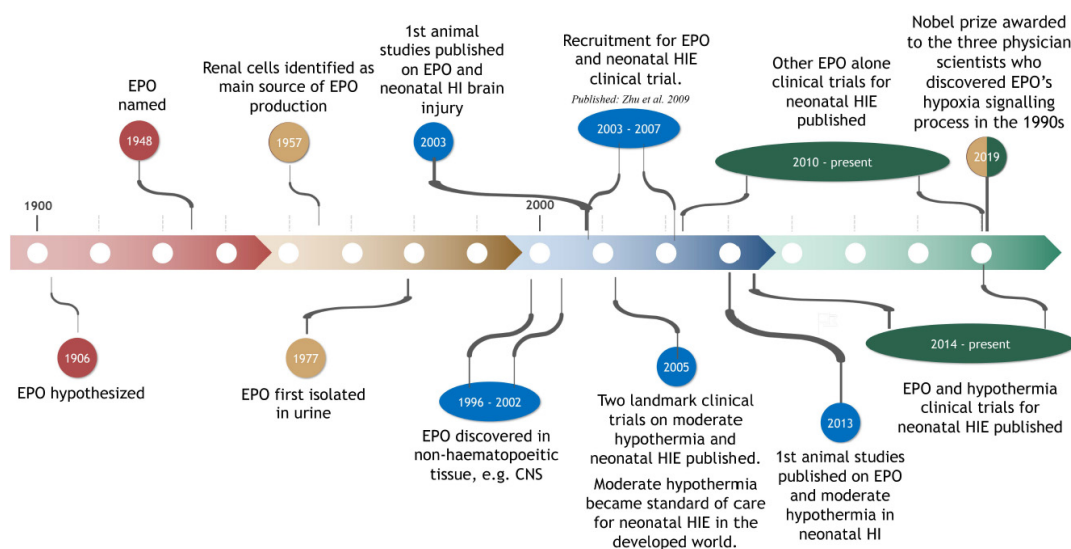 EPO
named
1948
Renal cells identified as
main source of EPO
production
1957
1st animal
studies published
on EPO and
neonatal HI brain
injury
2003
Recruitment for EPO
and neonatal HIE
clinical trial.
Published: Zhu et al. 2009
2003 - 2007
Other EPO alone
clinical trials for
neonatal HIE
published
2010 - present
Nobel prize awarded
to the three physician
scientists who
discovered EPO's
hypoxia signalling
process in the 1990s
2019
1900
2000
1906
EPO hypothesized
1977
EPO first isolated
in urine
1996 - 2002
EPO discovered in
non-haematopoeitic
tissue, e.g. CNS
2005
Two landmark clinical
trials on moderate
hypothermia and
neonatal HIE published.
Moderate hypothermia
became standard of care
for neonatal HIE in the
developed world.
2013
1st animal studies
published on EPO
and moderate
hypothermia in
neonatal HI
2014 - present
EPO and hypothermia
clinical trials for
neonatal HIE published